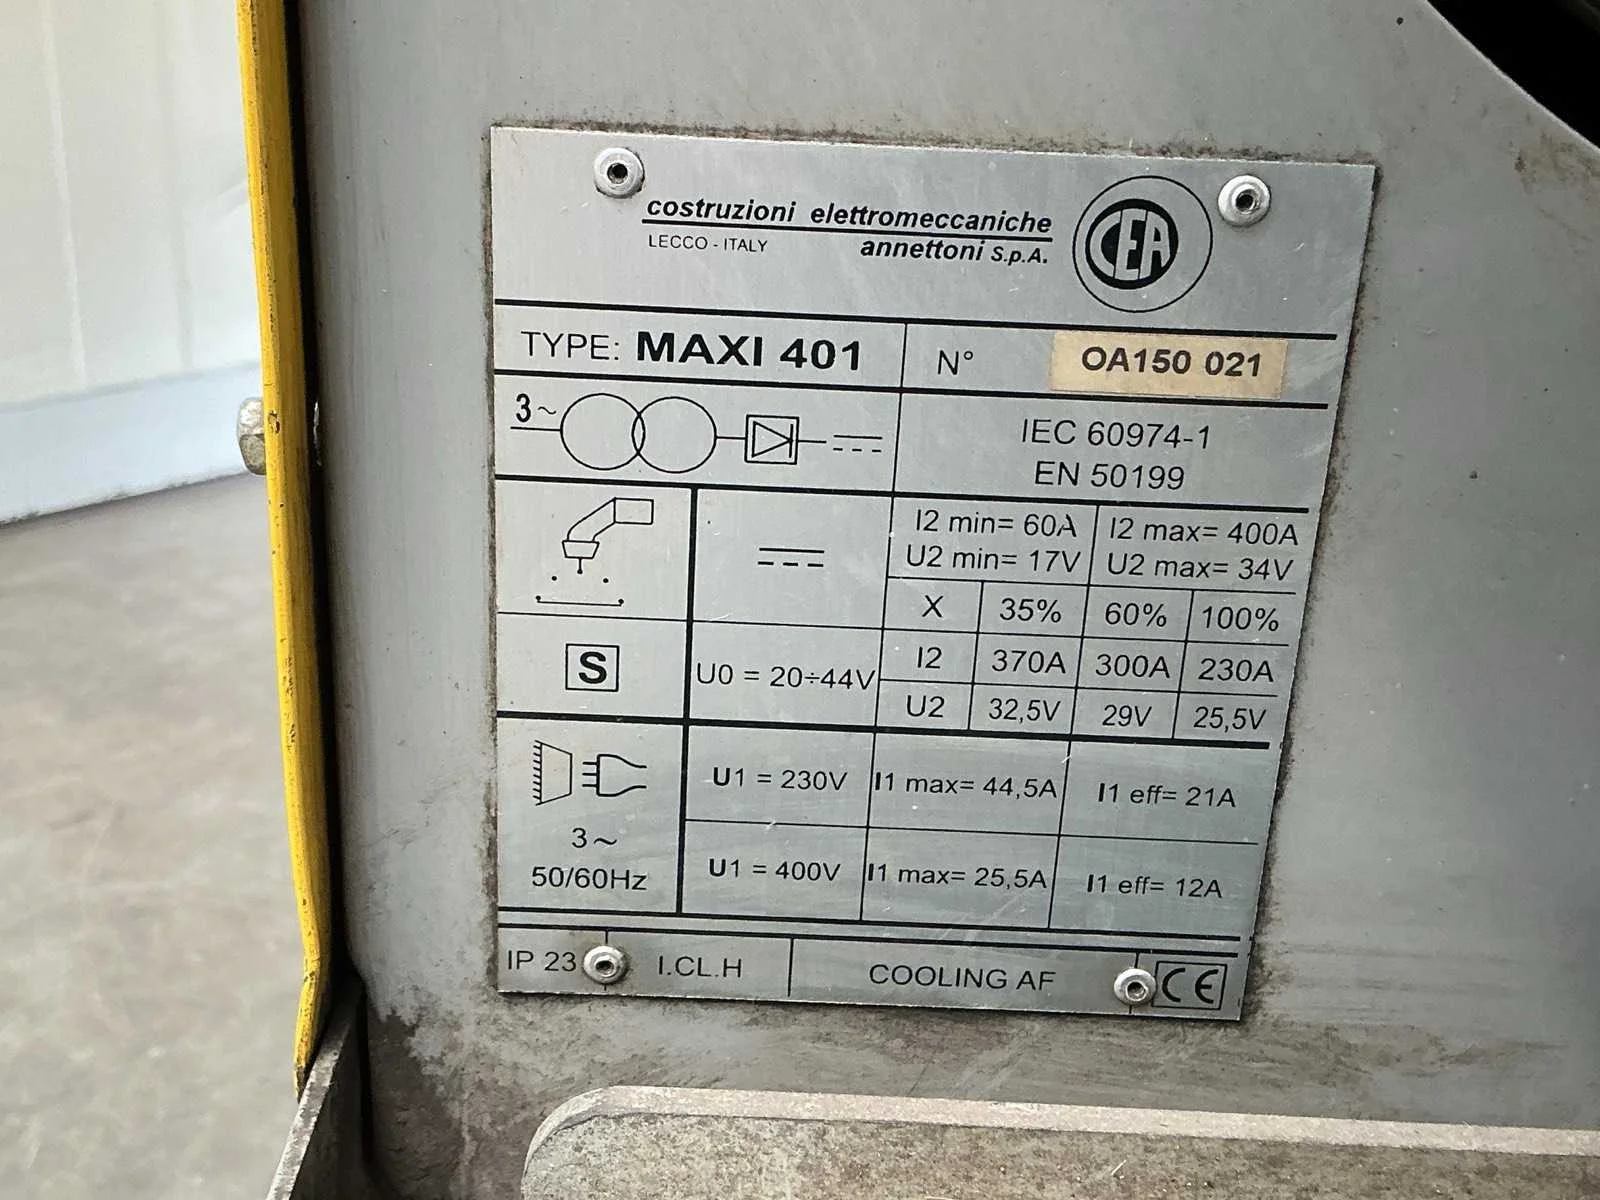 costruzioni elettromeccaniche
LECCO - ITALY annettoni S.p.A.
CEA
TYPE: MAXI 401 N° OA150 021
3~
IEC 60974-1
EN 50199
I2 min= 60A I2 max= 400A
U2 min= 17V U2 max= 34V
X 35% 60% 100%
S U0 = 20÷44V I2 370A 300A 230A
U2 32,5V 29V 25,5V
U1 = 230V I1 max= 44,5A I1 eff= 21A
3~
50/60Hz U1 = 400V I1 max= 25,5A I1 eff= 12A
IP 23 I.CL.H COOLING AF CE